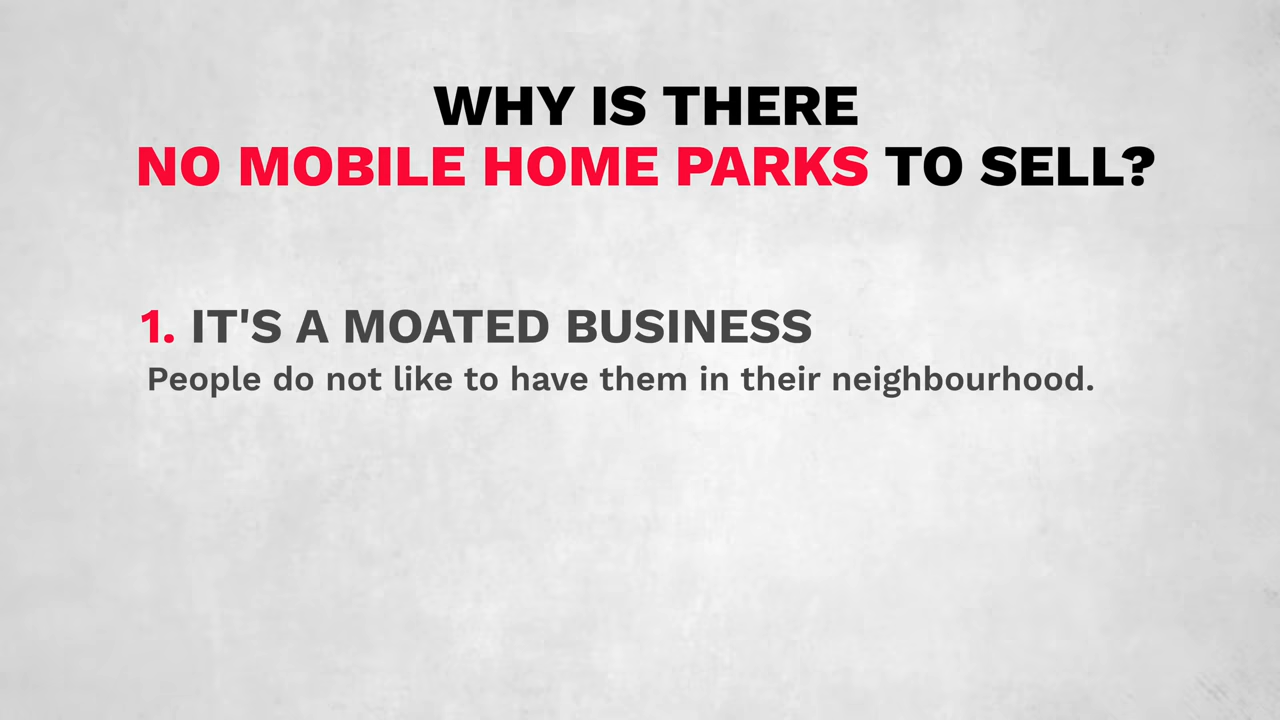 WHY IS THERE
NO MOBILE HOME PARKS TO SELL?
1. IT'S A MOATED BUSINESS
People do not like to have them in their neighbourhood.